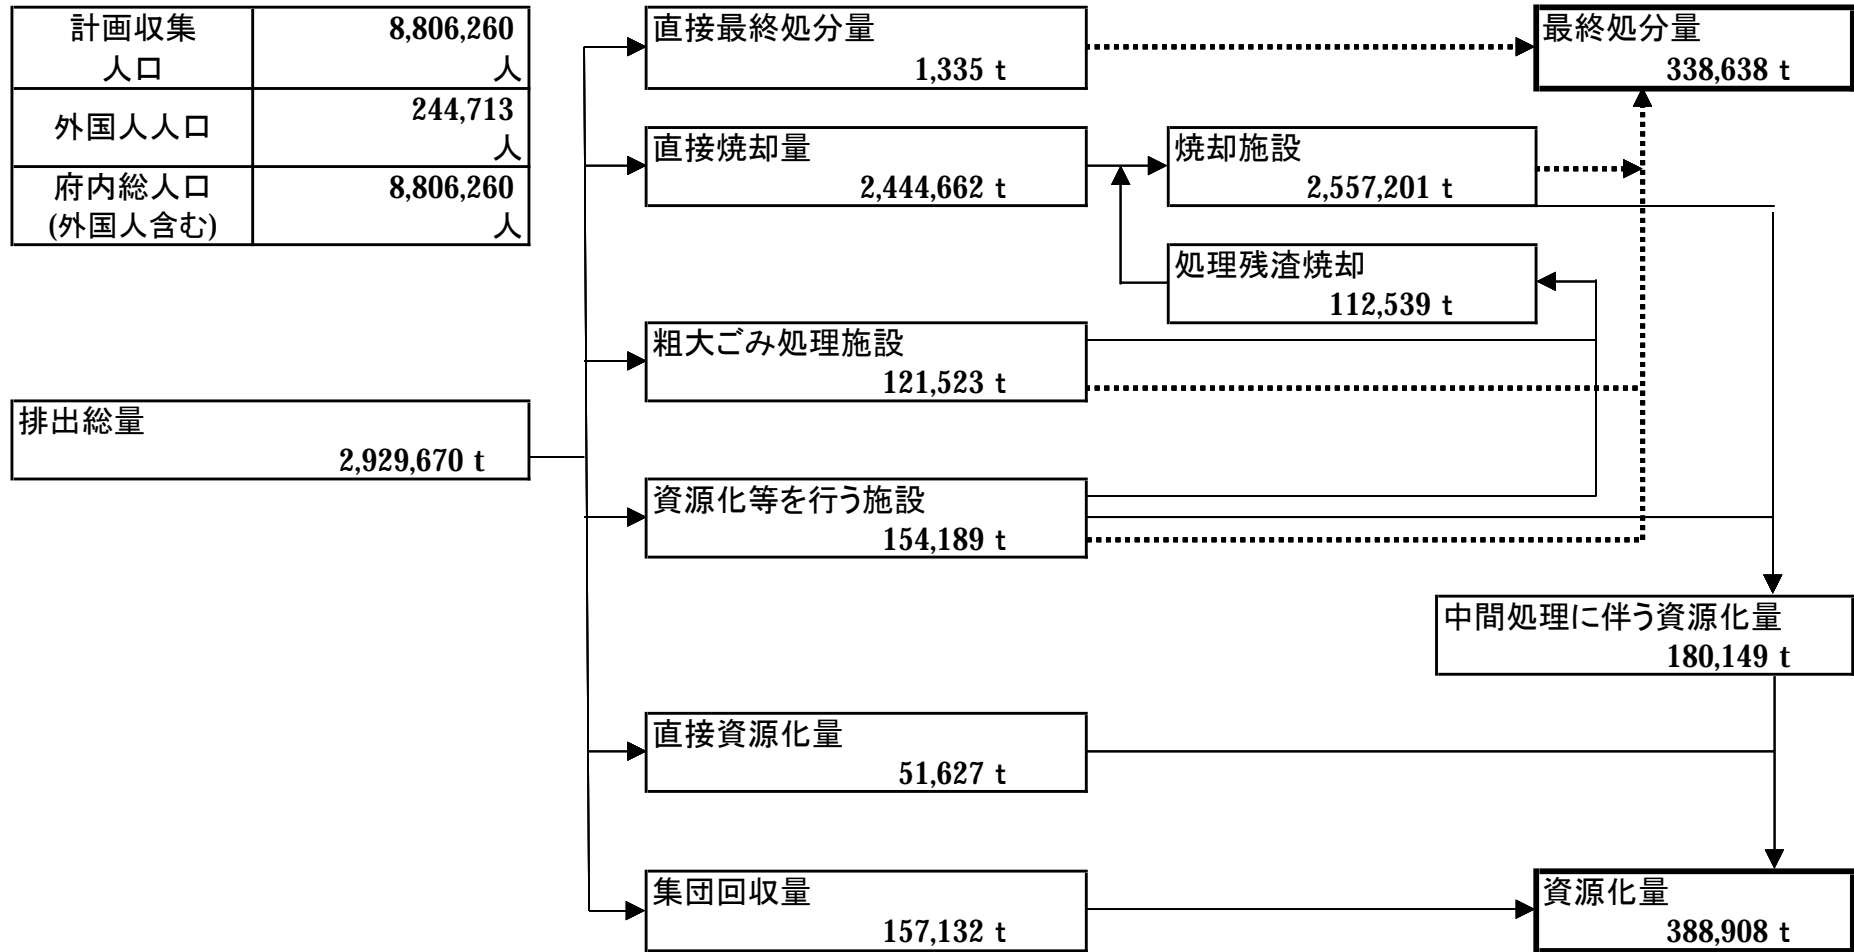 計画収集
人口
8,806,260
人
外国人人口
244,713
人
府内総人口
(外国人含む)
8,806,260
人
排出総量
2,929,670 t
直接最終処分量
1,335 t
最終処分量
338,638 t
直接焼却量
2,444,662 t
焼却施設
2,557,201 t
処理残渣焼却
112,539 t
粗大ごみ処理施設
121,523 t
資源化等を行う施設
154,189 t
中間処理に伴う資源化量
180,149 t
直接資源化量
51,627 t
集団回収量
157,132 t
資源化量
388,908 t